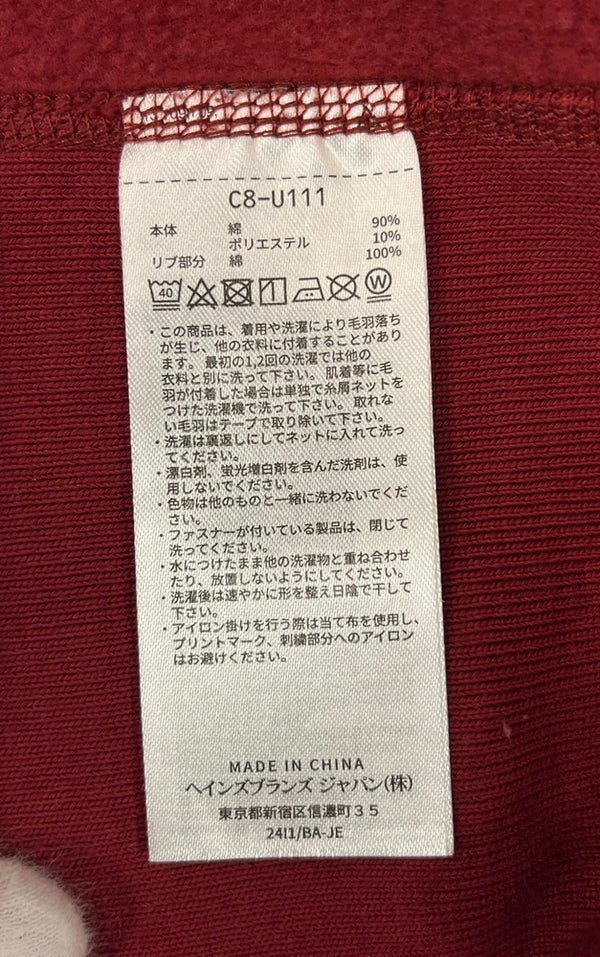 C8-U111
本体 綿 90%
ポリエステル 10%
リブ部分 綿 100%
40 W
・この商品は、着用や洗濯により毛羽落ち
が生じ、他の衣料に付着することがあり
ます。最初の1,2回の洗濯では他の
衣料と別に洗って下さい。肌着等に毛
羽が付着した場合は単独で糸屑ネットを
つけた洗濯機で洗って下さい。取れな
い毛羽はテープで取り除いて下さい。
・洗濯は裏返しにしてネットに入れて洗っ
てください。
・漂白剤、蛍光増白剤を含んだ洗剤は、使
用しないでください。
・色物は他のものと一緒に洗わないでくだ
さい。
・ファスナーが付いている製品は、閉じて
洗ってください。
・水につけたまま他の洗濯物と重ね合わせ
たり、放置しないようにしてください。
・洗濯後は速やかに形を整え日陰で干して
下さい。
・アイロン掛けを行う際は当て布を使用し、
プリントマーク、刺繍部分へのアイロン
はお避けください。
MADE IN CHINA
ヘインズブランズ ジャパン(株)
東京都新宿区信濃町35
2411/BA-JE